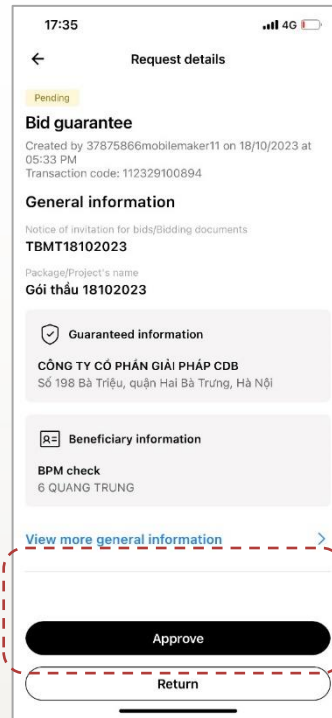 17:35
4G
Request details
Pending
Bid guarantee
Created by 37875866mobilemaker11 on 18/10/2023 at
05:33 PM
Transaction code: 112329100894
General information
Notice of invitation for bids/Bidding documents
TBMT18102023
Package/Project's name
Gói thầu 18102023
Guaranteed information
CÔNG TY CÓ PHÁN GIẢI PHÁP CDB
Số 198 Bà Triệu, quận Hai Bà Trưng, Hà Nội
Beneficiary information
BPM check
6 QUANG TRUNG
View more general information
Approve
Return